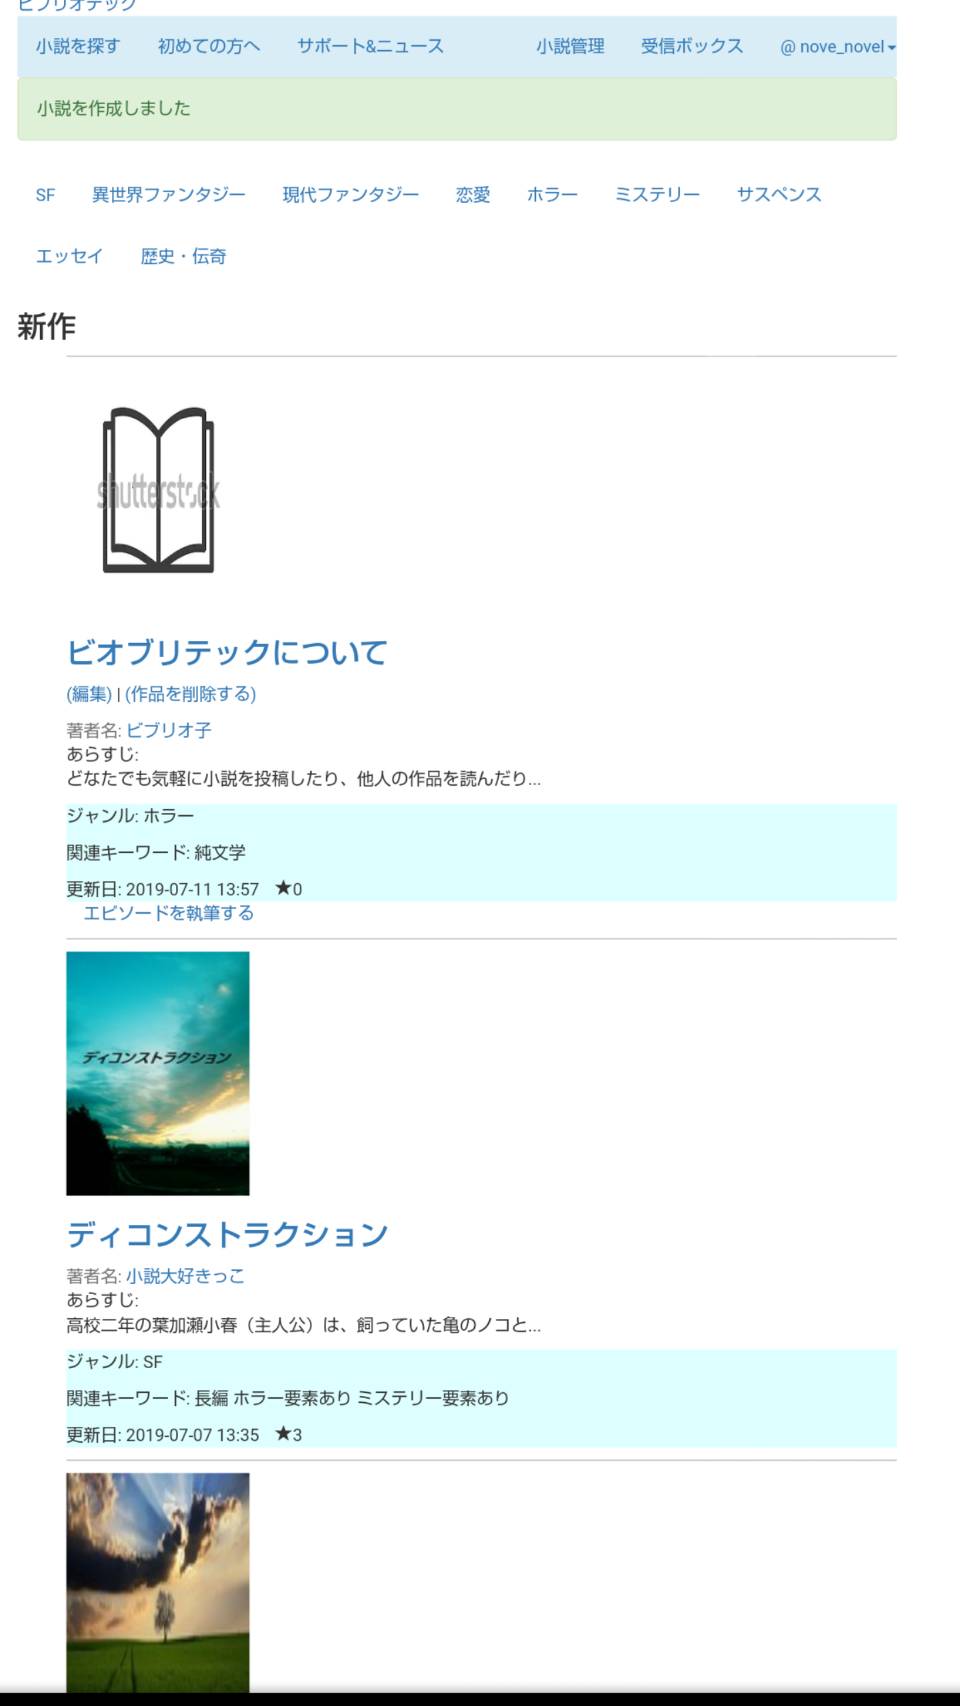 ビブリオテック
小説を探す 初めての方へ サポート&ニュース 小説管理 受信ボックス @ nove_novel
小説を作成しました
SF 異世界ファンタジー 現代ファンタジー 恋愛 ホラー ミステリー サスペンス
エッセイ 歴史・伝奇
新作
shutterstock
ビオブリテックについて
(編集) | (作品を削除する)
著者名: ビブリオ子
あらすじ:
どなたでも気軽に小説を投稿したり、他人の作品を読んだり...
ジャンル: ホラー
関連キーワード: 純文学
更新日: 2019-07-11 13:57 ★0
エピソードを執筆する
ディコンストラクション
ディコンストラクション
著者名: 小説大好きっこ
あらすじ:
高校二年の葉加瀬小春（主人公）は、飼っていた亀のノコと...
ジャンル: SF
関連キーワード: 長編 ホラー要素あり ミステリー要素あり
更新日: 2019-07-07 13:35 ★3